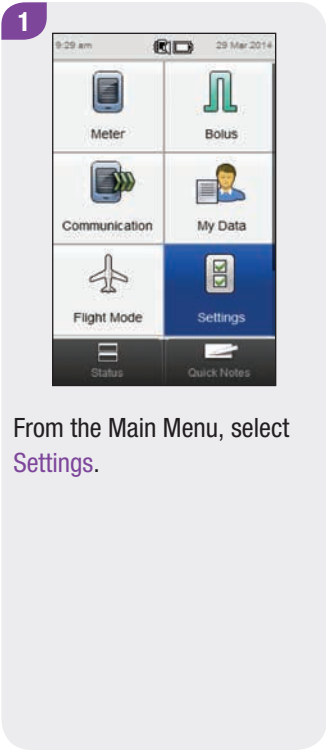 1
9:29 am 29 Mar 2014
Meter Bolus
Communication My Data
Flight Mode Settings
Status Quick Notes
From the Main Menu, select
Settings.